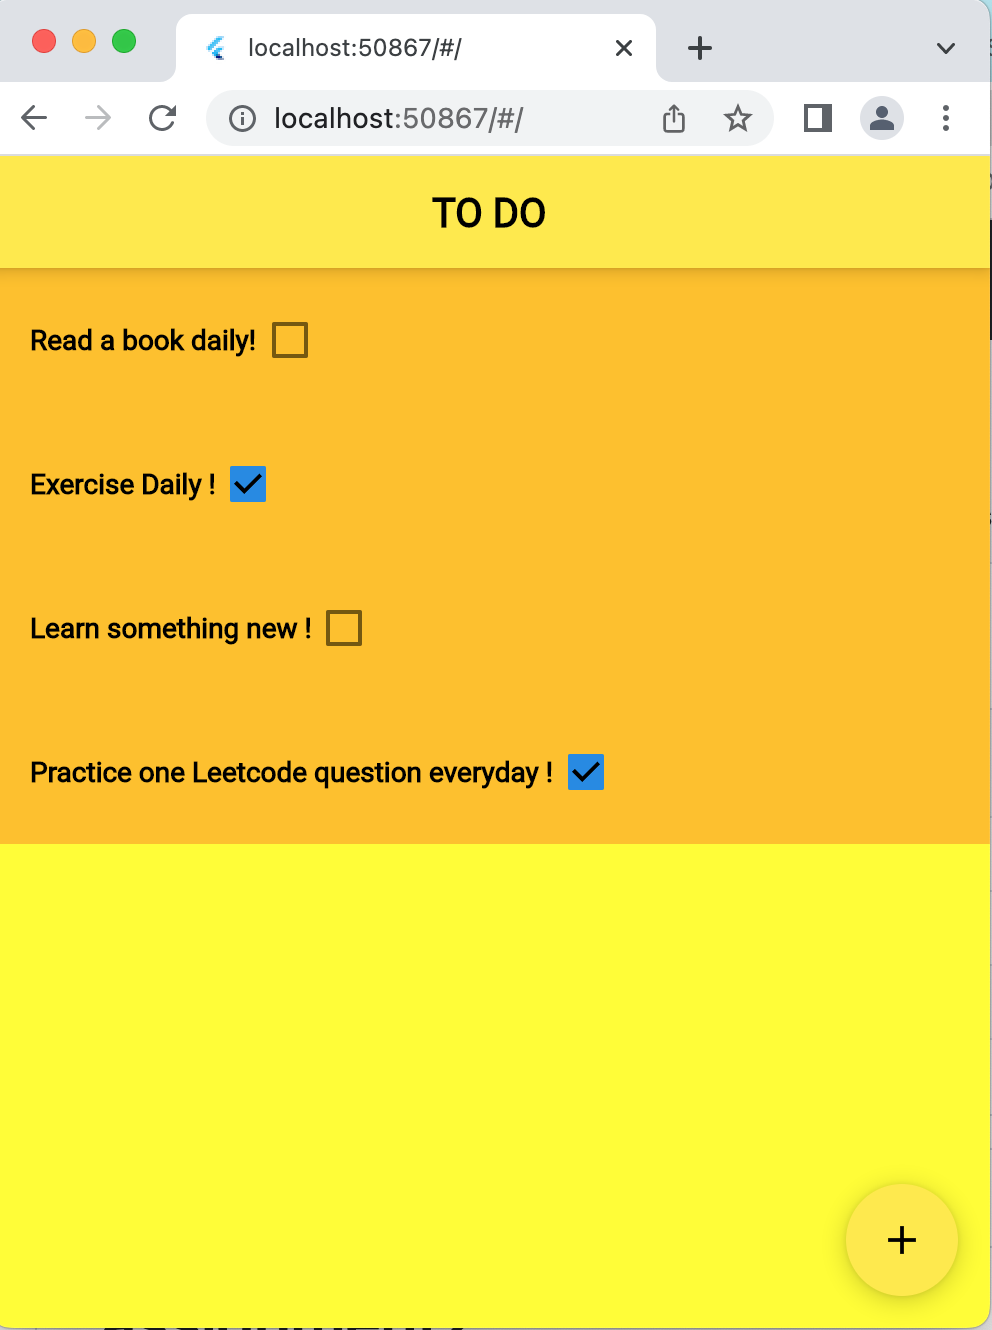 localhost:50867/#/
localhost:50867/#/
TO DO
Read a book daily!
Exercise Daily !
Learn something new !
Practice one Leetcode question everyday !